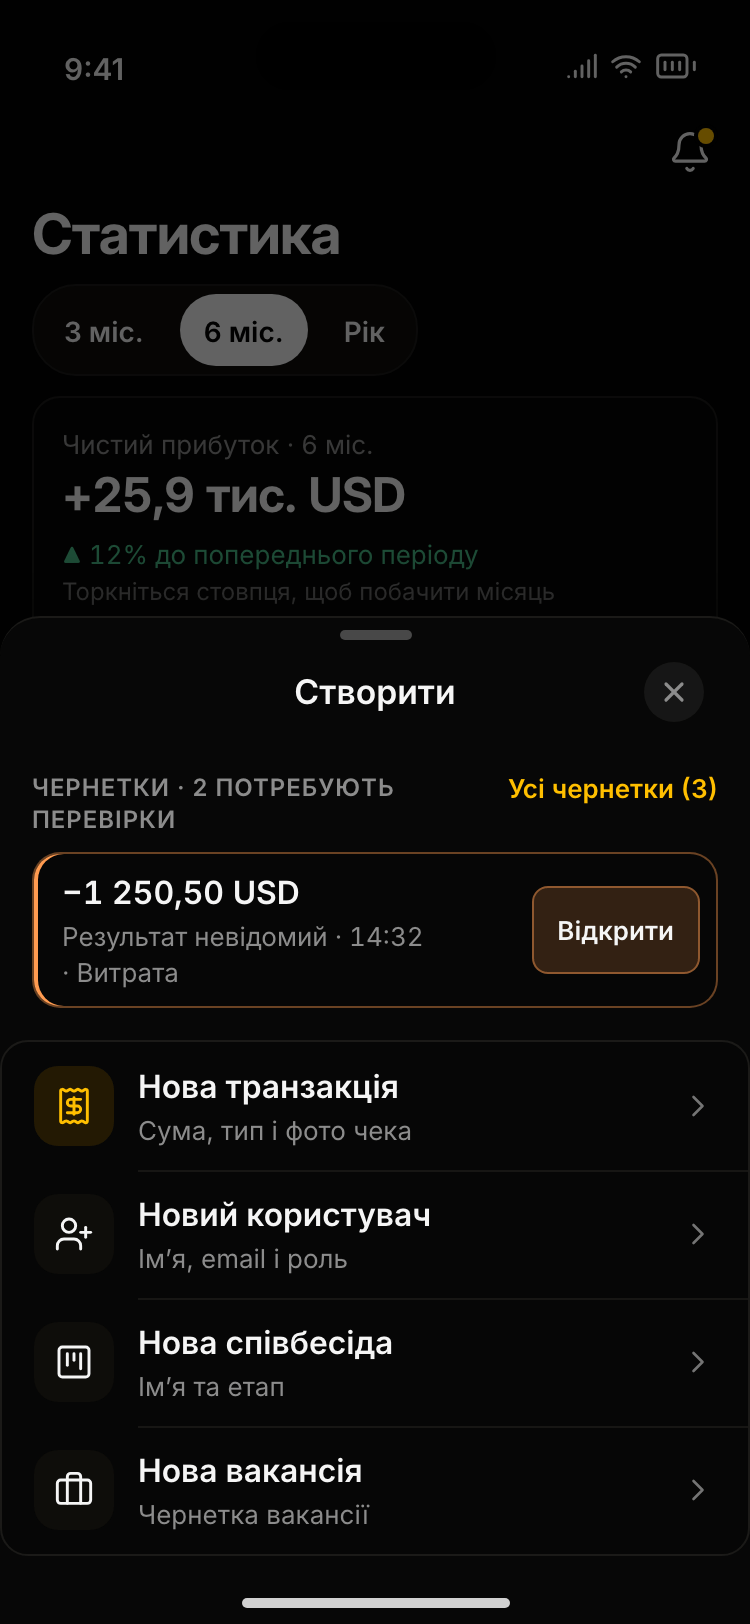 9:41
Статистика
3 міс. 6 міс. Рік
Чистий прибуток · 6 міс.
+25,9 тис. USD
▲ 12% до попереднього періоду
Торкніться стовпця, щоб побачити місяць
Створити
ЧЕРНЕТКИ · 2 ПОТРЕБУЮТЬ
ПЕРЕВІРКИ
Усі чернетки (3)
−1 250,50 USD
Результат невідомий · 14:32
· Витрата
Відкрити
Нова транзакція
Сума, тип і фото чека
Новий користувач
Ім’я, email і роль
Нова співбесіда
Ім’я та етап
Нова вакансія
Чернетка вакансії